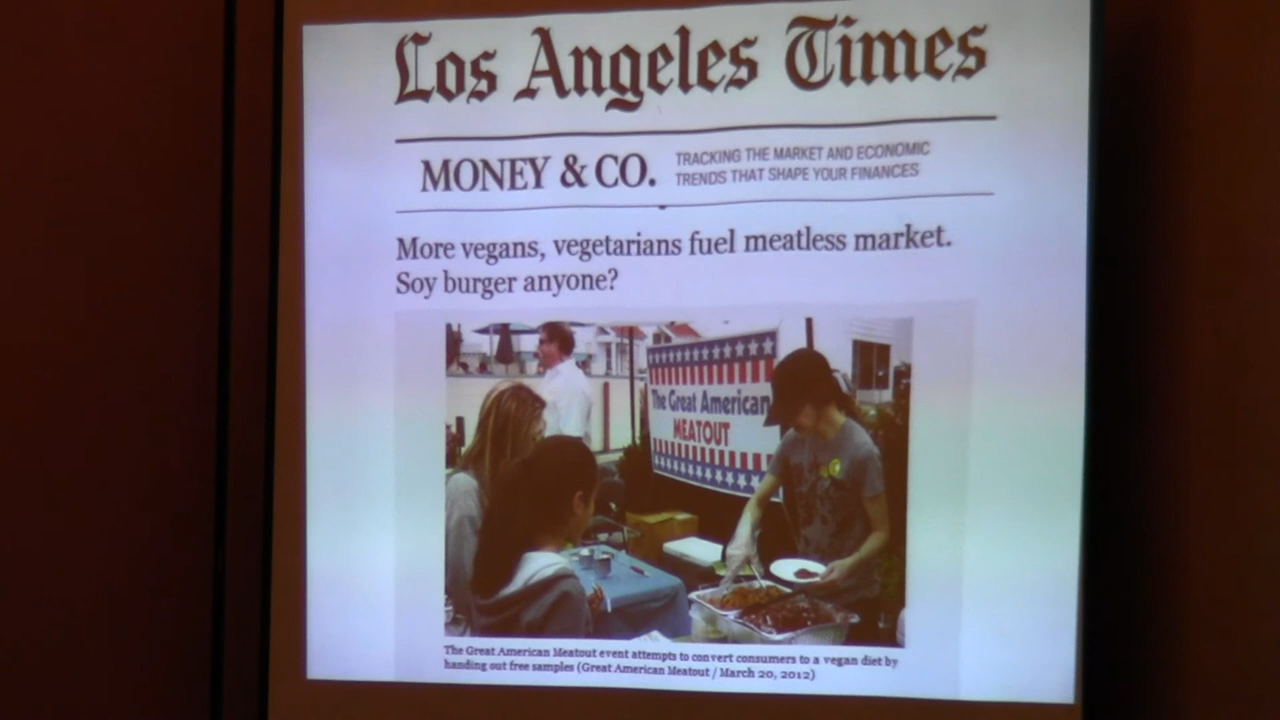 Los Angeles Times
MONEY & CO.
TRACKING THE MARKET AND ECONOMIC
TRENDS THAT SHAPE YOUR FINANCES
More vegans, vegetarians fuel meatless market.
Soy burger anyone?
The Great American
MEATOUT
The Great American Meatout event attempts to convert consumers to a vegan diet by
handing out free samples (Great American Meatout / March 20, 2012)